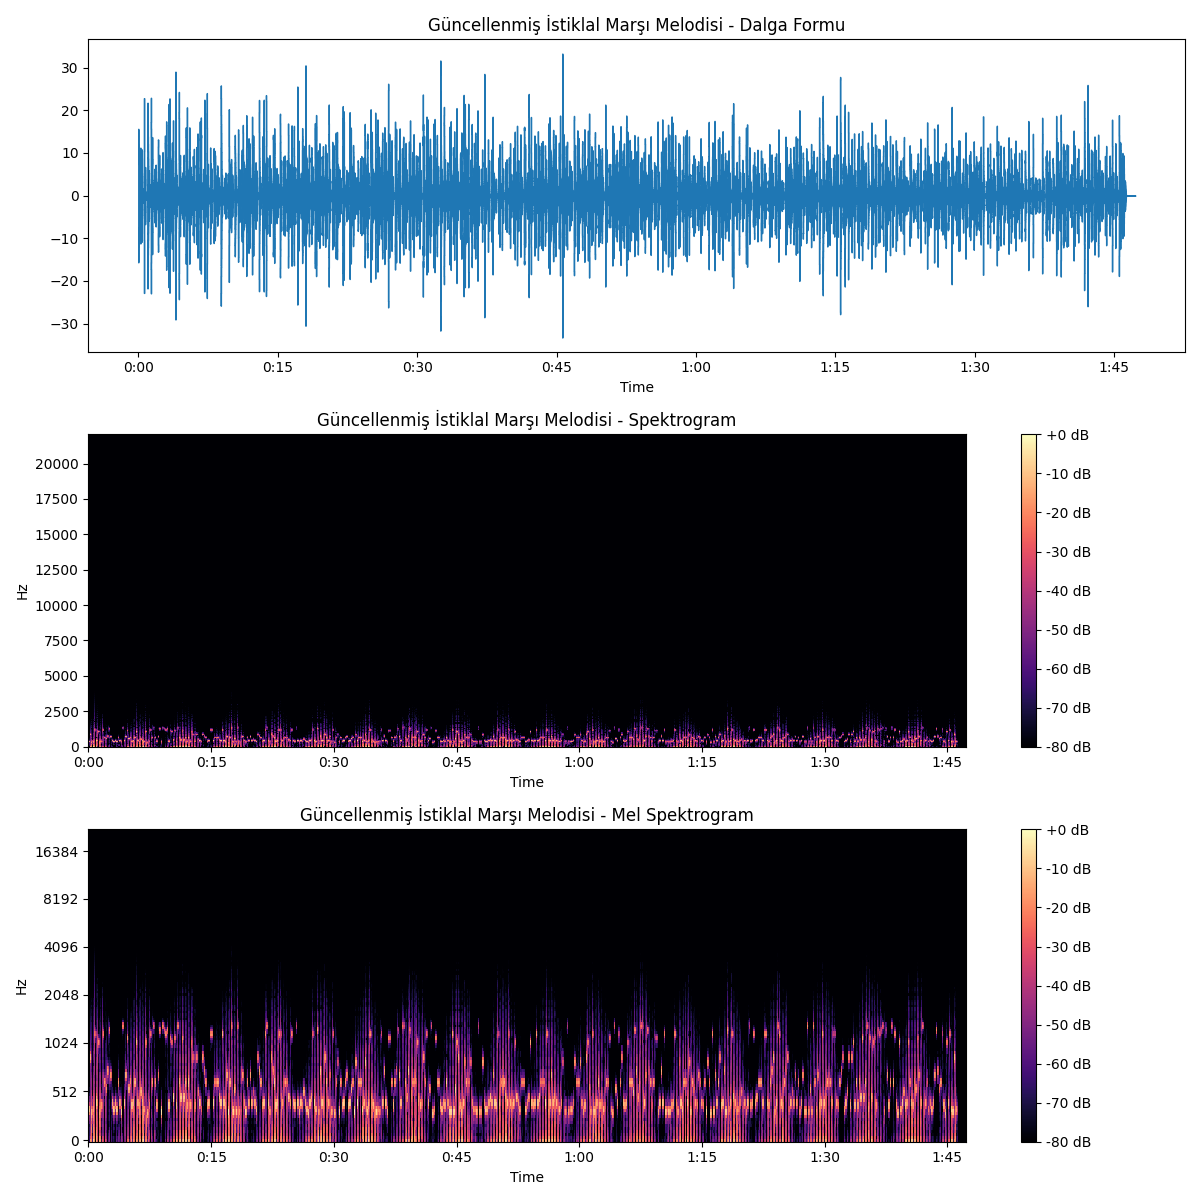 Güncellenmiş İstiklal Marşı Melodisi - Dalga Formu
30
20
10
0
−10
−20
−30
0:00 0:15 0:30 0:45 1:00 1:15 1:30 1:45
Time
Güncellenmiş İstiklal Marşı Melodisi - Spektrogram
20000
17500
15000
12500
10000
7500
5000
2500
0
Hz
0:00 0:15 0:30 0:45 1:00 1:15 1:30 1:45
Time
+0 dB
-10 dB
-20 dB
-30 dB
-40 dB
-50 dB
-60 dB
-70 dB
-80 dB
Güncellenmiş İstiklal Marşı Melodisi - Mel Spektrogram
16384
8192
4096
2048
1024
512
0
Hz
0:00 0:15 0:30 0:45 1:00 1:15 1:30 1:45
Time
+0 dB
-10 dB
-20 dB
-30 dB
-40 dB
-50 dB
-60 dB
-70 dB
-80 dB